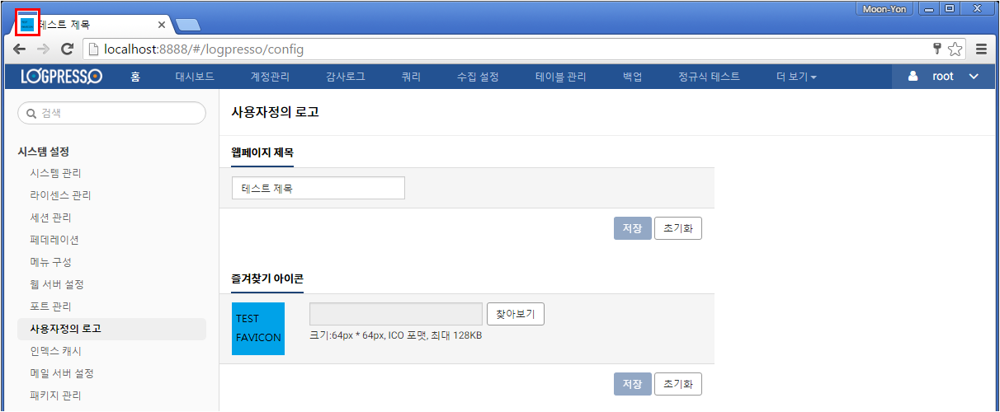 Moon-Yon
테스트 제목
localhost:8888/#/logpresso/config
LOGPRESSO 홈 대시보드 계정관리 감사로그 쿼리 수집 설정 테이블 관리 백업 정규식 테스트 더 보기 root
검색
시스템 설정
시스템 관리
라이센스 관리
세션 관리
페데레이션
메뉴 구성
웹 서버 설정
포트 관리
사용자정의 로고
인덱스 캐시
메일 서버 설정
패키지 관리
사용자정의 로고
웹페이지 제목
테스트 제목
저장 초기화
즐겨찾기 아이콘
TEST
FAVICON
찾아보기
크기:64px * 64px, ICO 포맷, 최대 128KB
저장 초기화